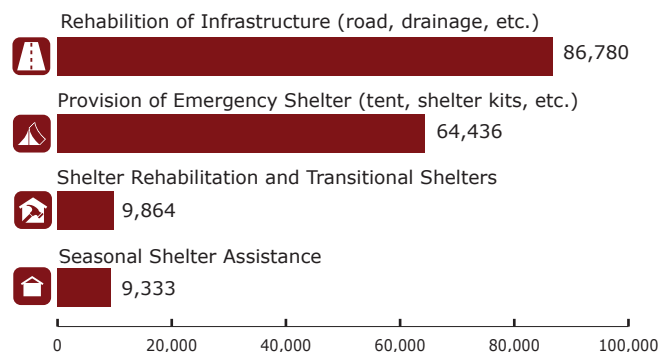 Rehabilition of Infrastructure (road, drainage, etc.)
86,780
Provision of Emergency Shelter (tent, shelter kits, etc.)
64,436
Shelter Rehabilitation and Transitional Shelters
9,864
Seasonal Shelter Assistance
9,333
0 20,000 40,000 60,000 80,000 100,000